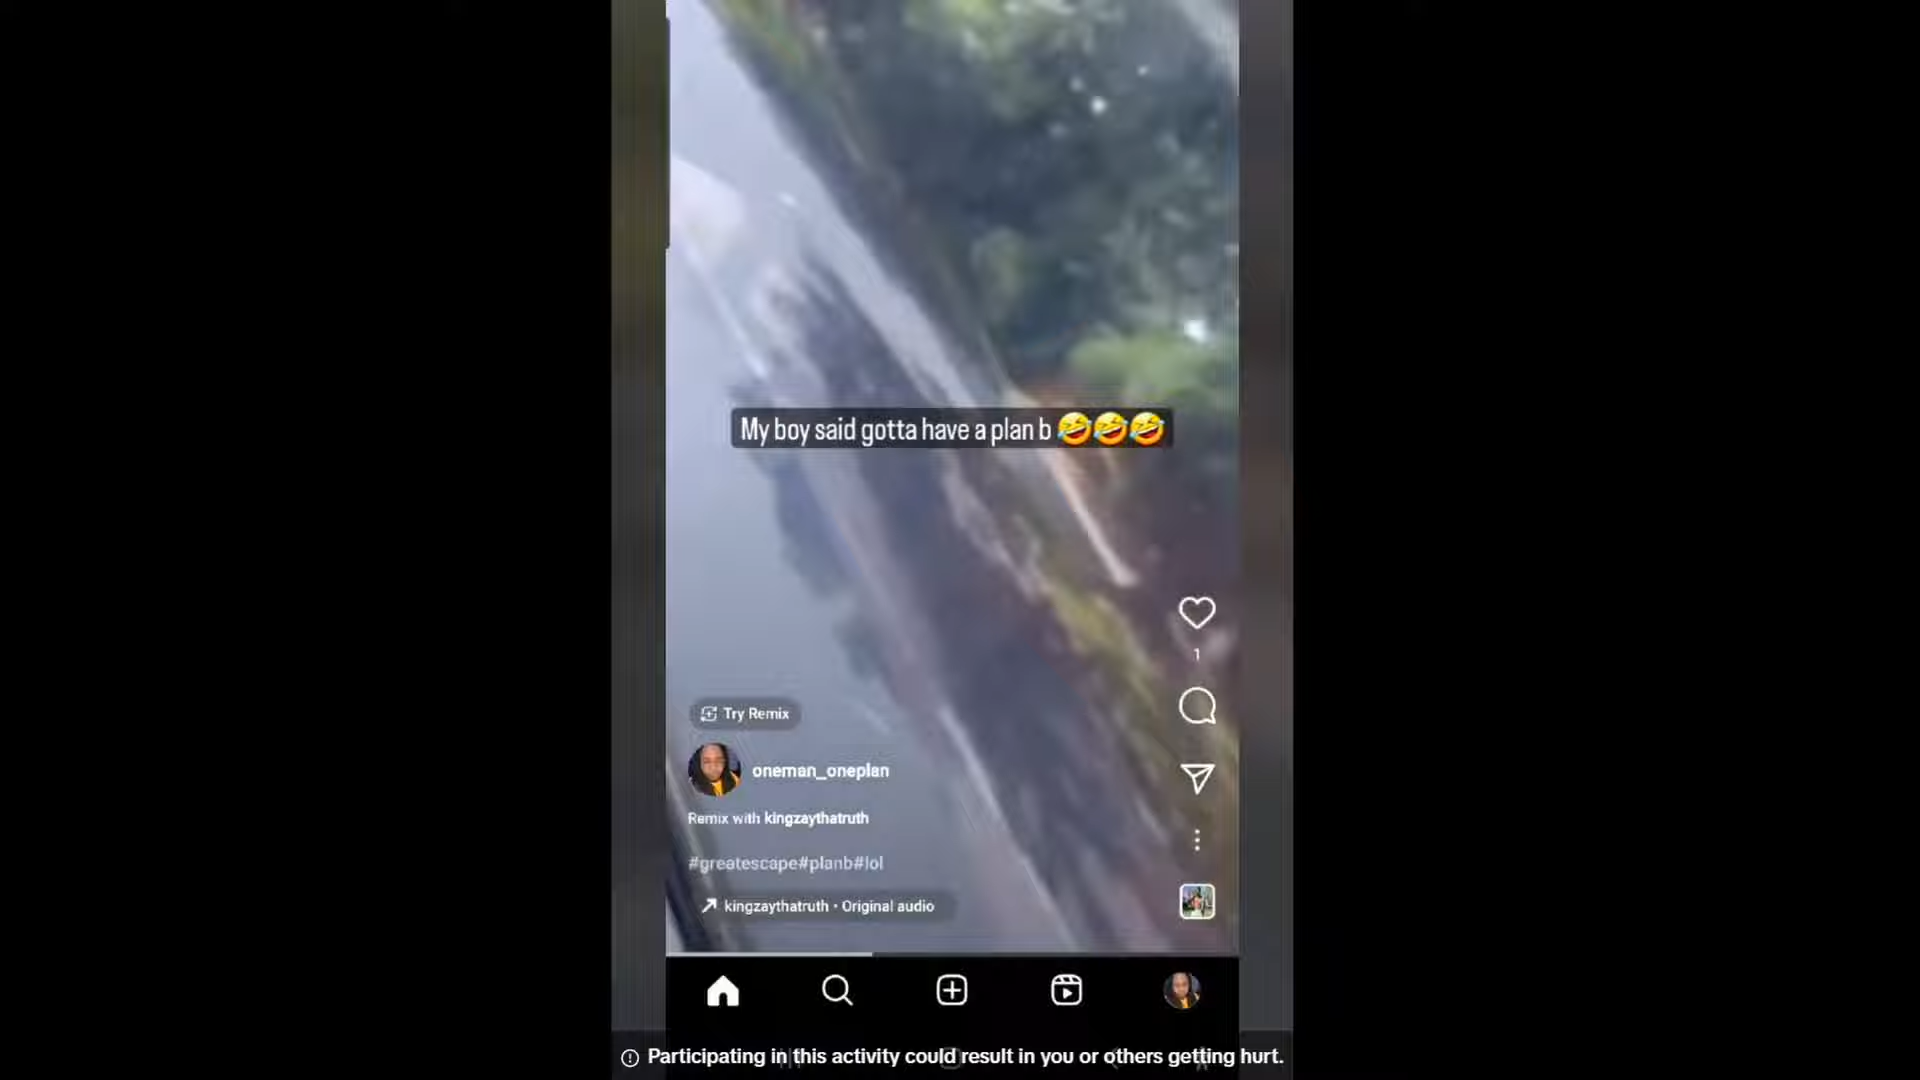 My boy said gotta have a plan b 🤣🤣🤣
1
Try Remix
oneman_oneplan
Remix with kingzaythatruth
#greatescape#planb#lol
kingzaythatruth • Original audio
Participating in this activity could result in you or others getting hurt.